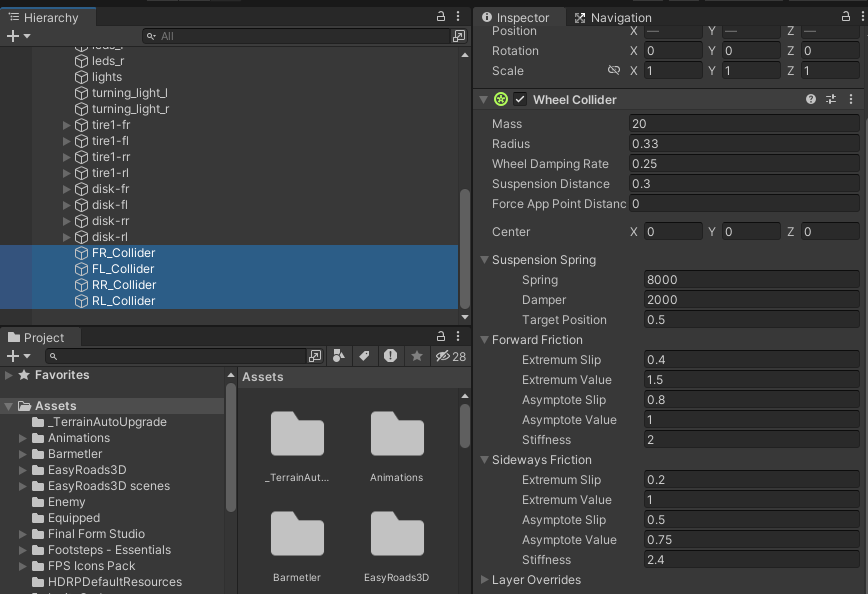 Hierarchy
All
leds_l
leds_r
lights
turning_light_l
turning_light_r
tire1-fr
tire1-fl
tire1-rr
tire1-rl
disk-fr
disk-fl
disk-rr
disk-rl
FR_Collider
FL_Collider
RR_Collider
RL_Collider
Project
28
Favorites
Assets
_TerrainAutoUpgrade
Animations
Barmetler
EasyRoads3D
EasyRoads3D scenes
Enemy
Equipped
Final Form Studio
Footsteps - Essentials
FPS Icons Pack
HDRPDefaultResources
Assets
_TerrainAut... Animations
Barmetler EasyRoads3D
Inspector Navigation
Position X — Y — Z —
Rotation X 0 Y 0 Z 0
Scale X 1 Y 1 Z 1
Wheel Collider
Mass 20
Radius 0.33
Wheel Damping Rate 0.25
Suspension Distance 0.3
Force App Point Distanc 0
Center X 0 Y 0 Z 0
Suspension Spring
Spring 8000
Damper 2000
Target Position 0.5
Forward Friction
Extremum Slip 0.4
Extremum Value 1.5
Asymptote Slip 0.8
Asymptote Value 1
Stiffness 2
Sideways Friction
Extremum Slip 0.2
Extremum Value 1
Asymptote Slip 0.5
Asymptote Value 0.75
Stiffness 2.4
Layer Overrides